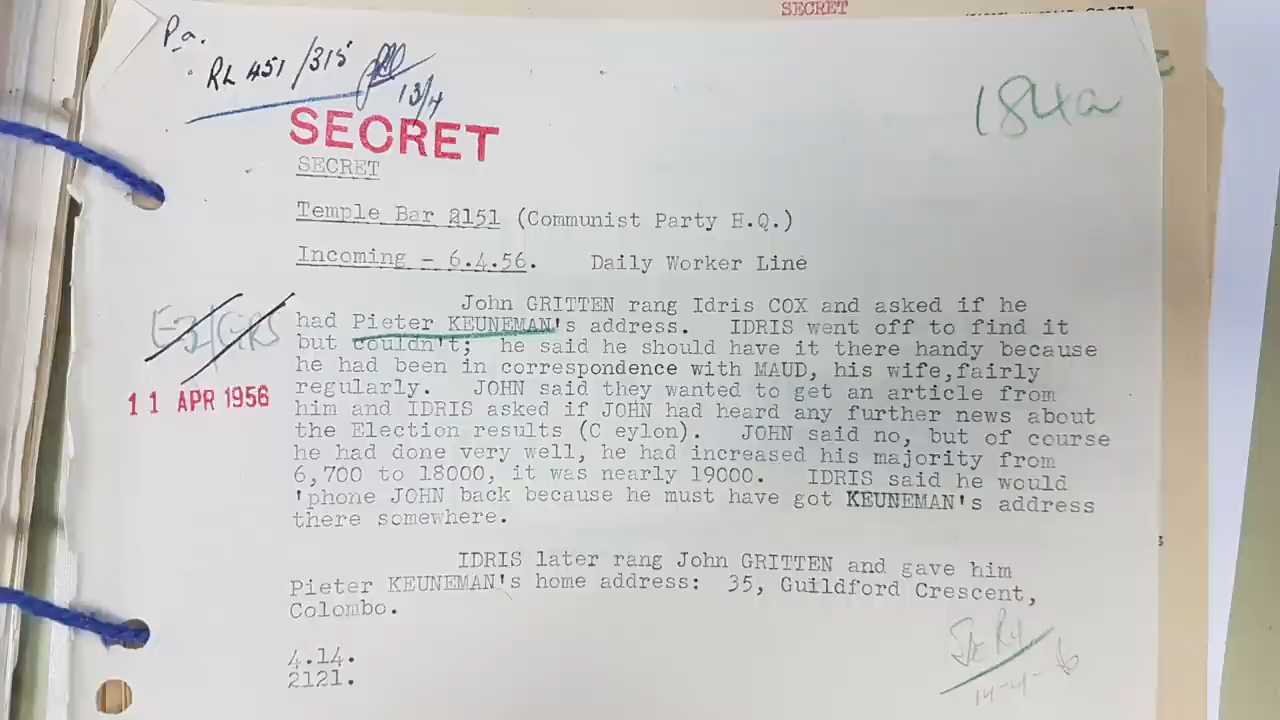 SECRET
P.a.
RL 451/315
13/4
184a
SECRET
SECRET
Temple Bar 2151 (Communist Party H.Q.)
Incoming - 6.4.56. Daily Worker Line
John GRITTEN rang Idris COX and asked if he
had Pieter KEUNEMAN's address. IDRIS went off to find it
but couldn't; he said he should have it there handy because
he had been in correspondence with MAUD, his wife,fairly
regularly. JOHN said they wanted to get an article from
him and IDRIS asked if JOHN had heard any further news about
the Election results (C eylon). JOHN said no, but of course
he had done very well, he had increased his majority from
6,700 to 18000, it was nearly 19000. IDRIS said he would
'phone JOHN back because he must have got KEUNEMAN's address
there somewhere.
11 APR 1956
IDRIS later rang John GRITTEN and gave him
Pieter KEUNEMAN's home address: 35, Guildford Crescent,
Colombo.
4.14.
2121.
14-4-